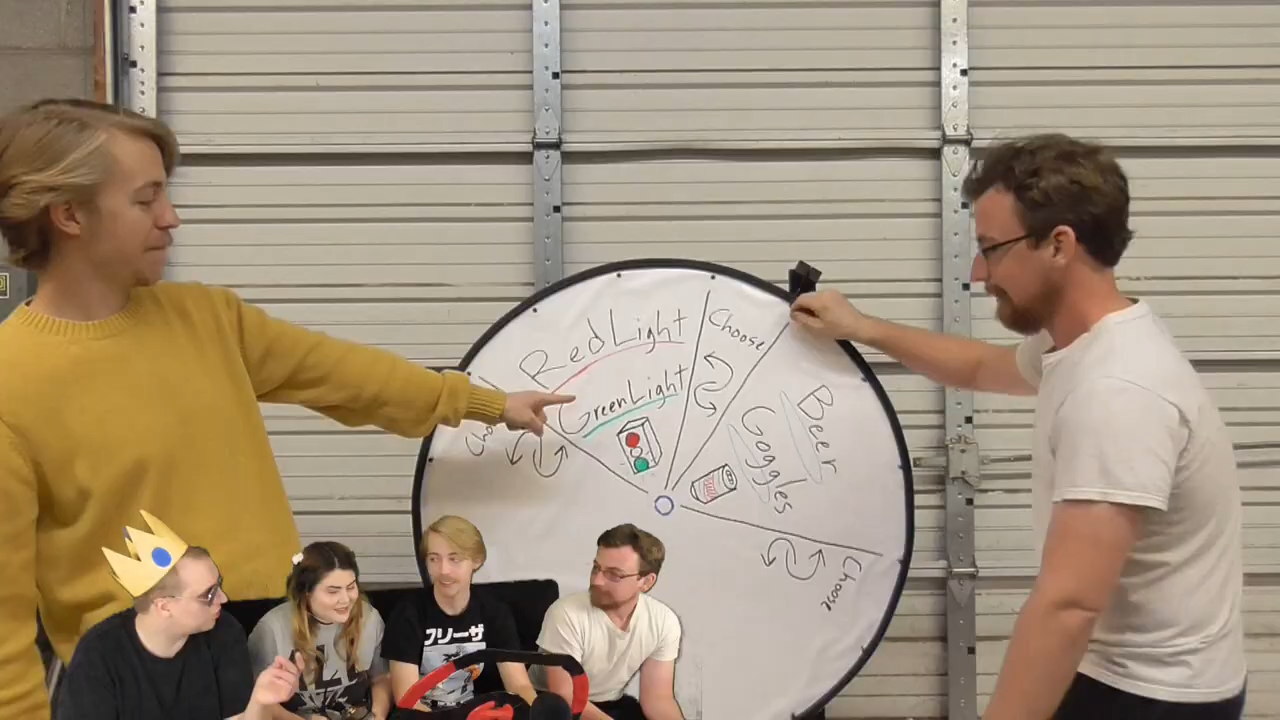 Red Light
Green Light
Choose
Beer
Goggles
Choose
フリーザ